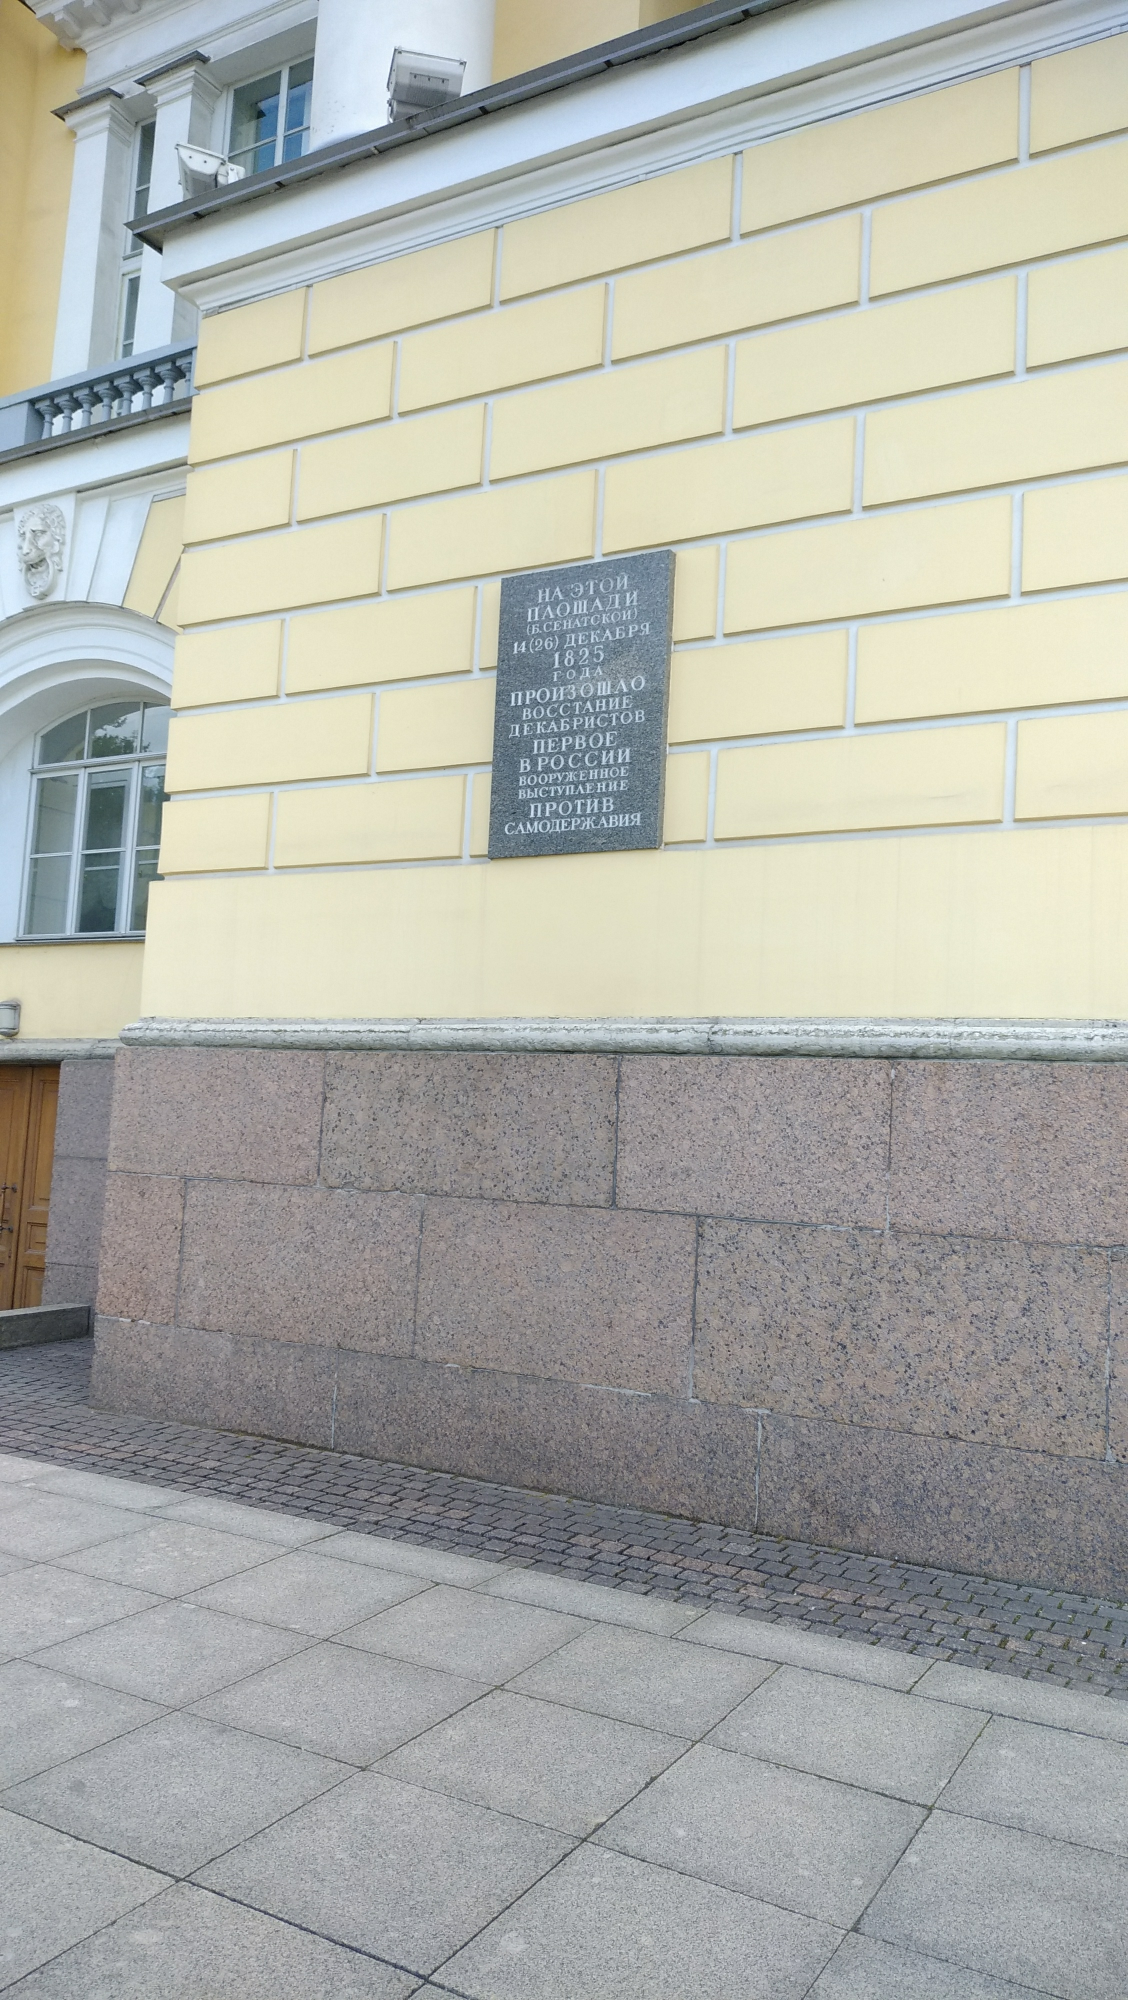 НА ЭТОЙ
ПЛОЩАДИ
(Б.СЕНАТСКОЙ)
14(26) ДЕКАБРЯ
1825
ГОДА
ПРОИЗОШЛО
ВОССТАНИЕ
ДЕКАБРИСТОВ
ПЕРВОЕ
В РОССИИ
ВООРУЖЕННОЕ
ВЫСТУПЛЕНИЕ
ПРОТИВ
САМОДЕРЖАВИЯ